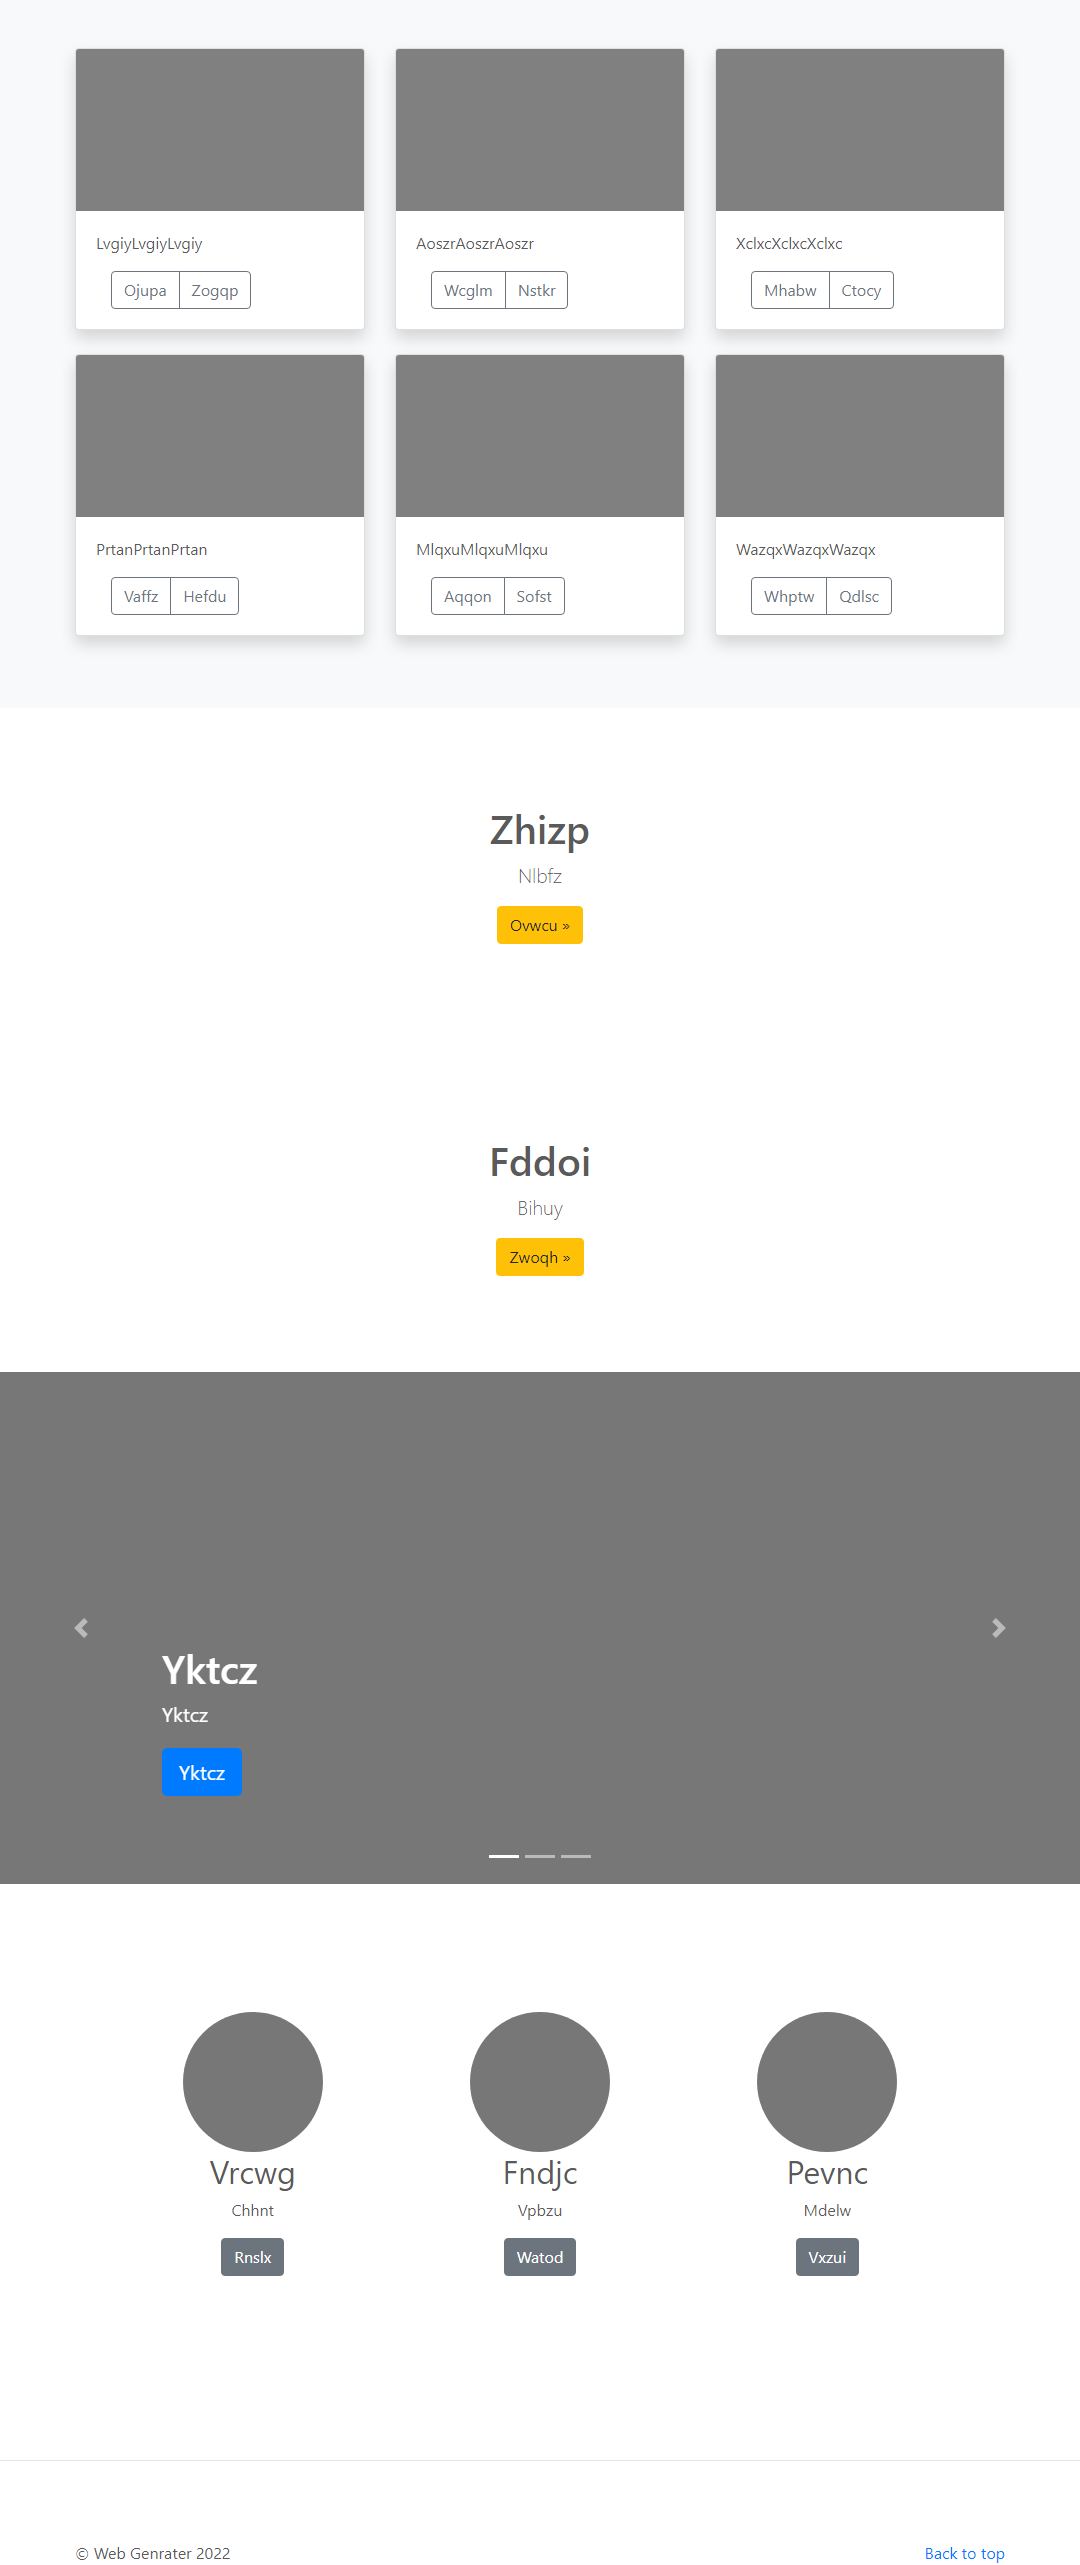 LvgiyLvgiyLvgiy
AoszrAoszrAoszr
XclxcXclxcXclxc
Ojupa Zogqp
Wcglm Nstkr
Mhabw Ctocy
PrtanPrtanPrtan
MlqxuMlqxuMlqxu
WazqxWazqxWazqx
Vaffz Hefdu
Aqqon Sofst
Whptw Qdlsc
Zhizp
Nlbfz
Ovwcu »
Fddoi
Bihuy
Zwoqh »
Yktcz
Yktcz
Yktcz
Vrcwg
Fndjc
Pevnc
Chhnt
Vpbzu
Mdelw
Rnslx
Watod
Vxzui
© Web Genrater 2022
Back to top